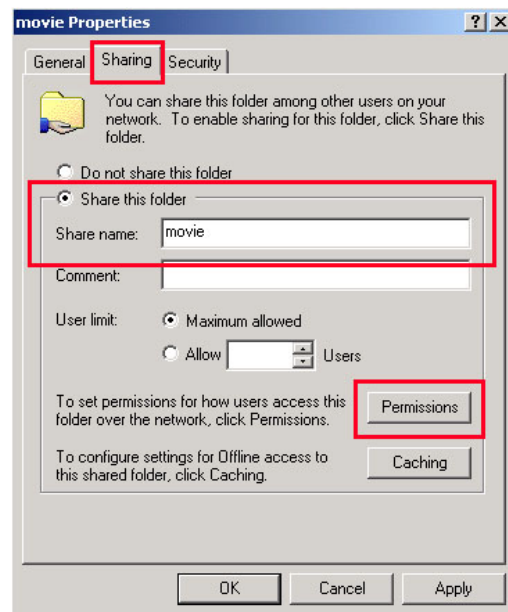 movie Properties
General Sharing Security
You can share this folder among other users on your
network. To enable sharing for this folder, click Share this
folder.
Do not share this folder
Share this folder
Share name: movie
Comment:
User limit: Maximum allowed
Allow Users
To set permissions for how users access this
folder over the network, click Permissions.
Permissions
To configure settings for Offline access to
this shared folder, click Caching.
Caching
OK Cancel Apply